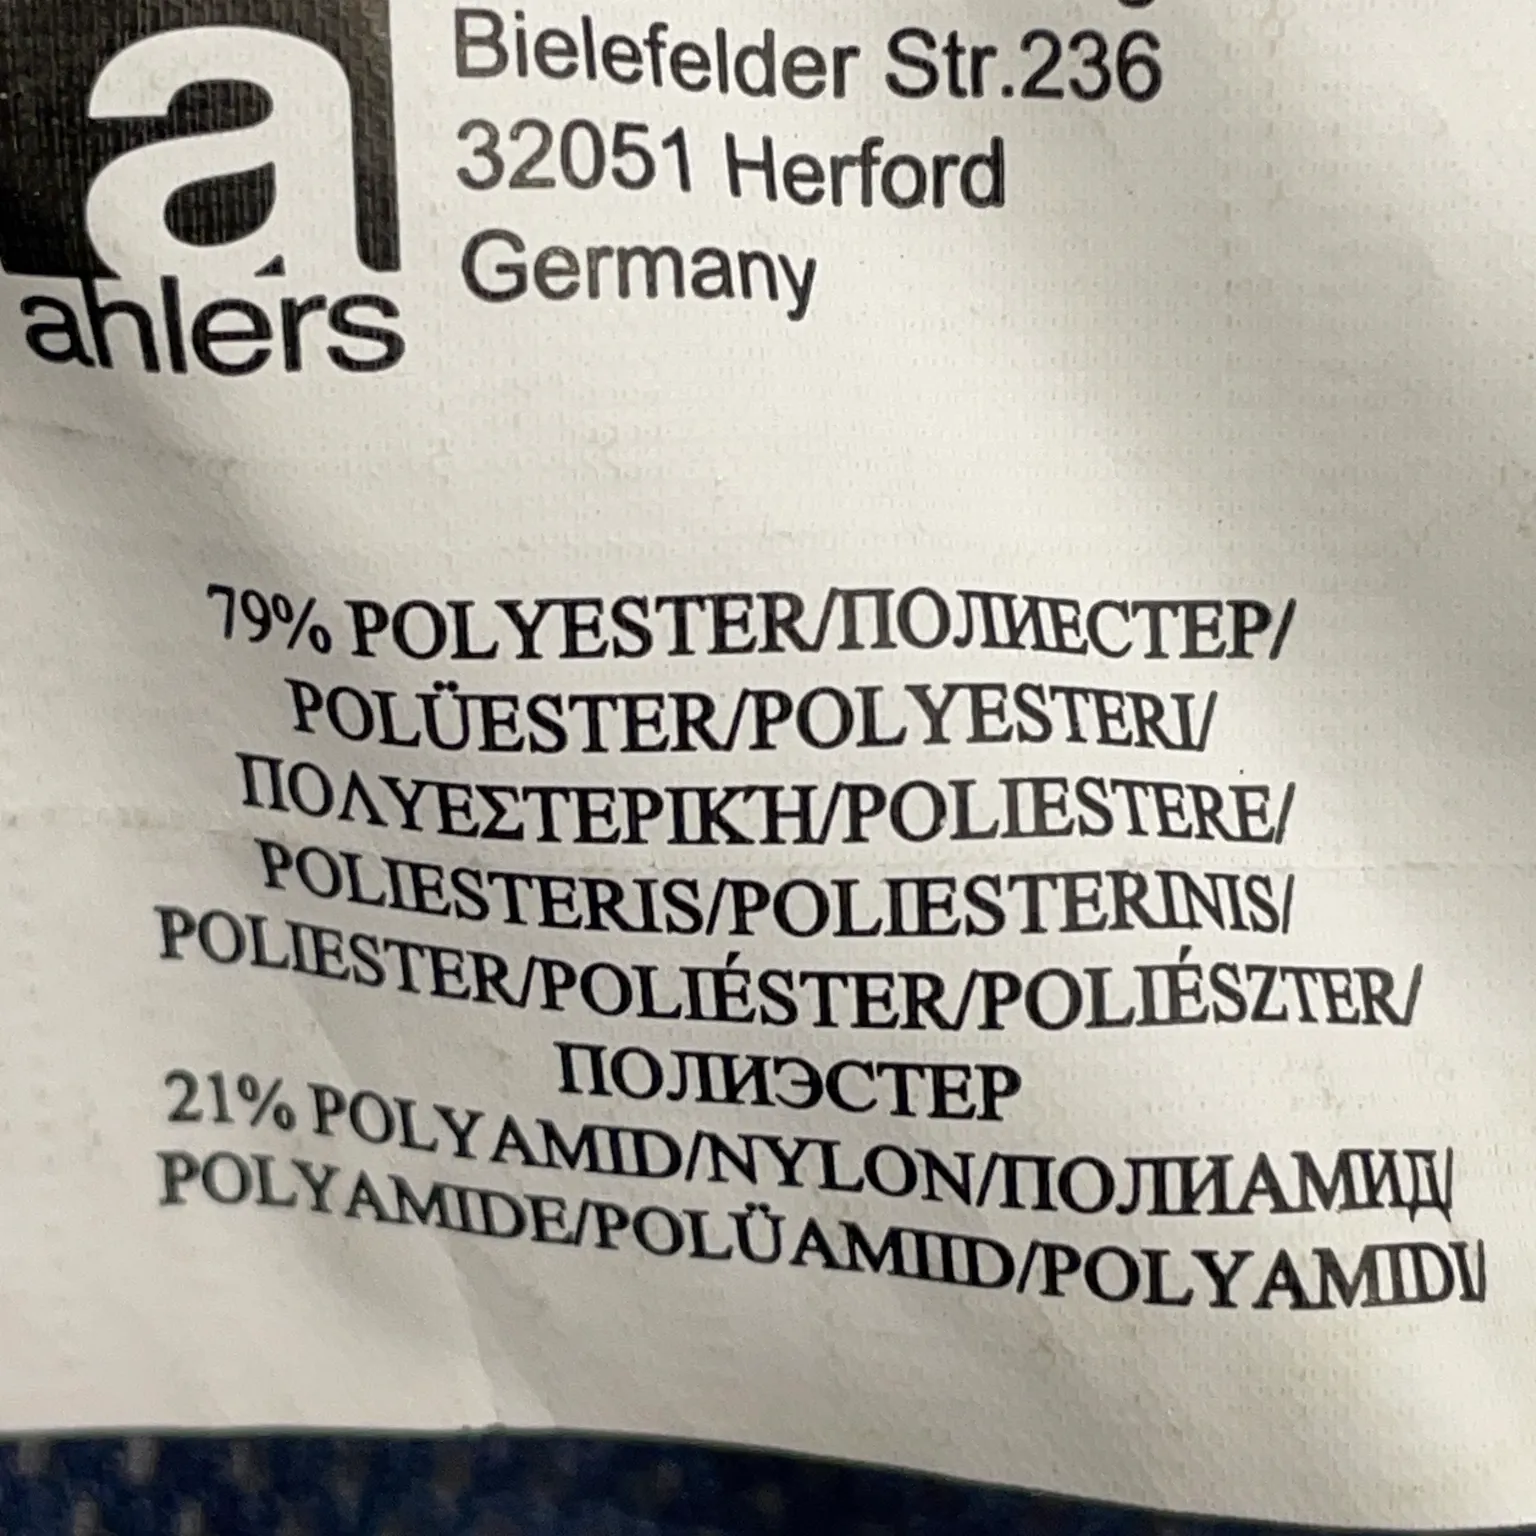 Bielefelder Str.236
32051 Herford
Germany
a
ahlers
79% POLYESTER/ПОЛИЕСТЕР/
POLÜESTER/POLYESTERI/
ΠΟΛΥΕΣΤΕΡΙΚΉ/POLIESTERE/
POLIESTERIS/POLIESTERINIS/
POLIESTER/POLIÉSTER/POLIÉSZTER/
ПОЛИЭСТЕР
21% POLYAMID/NYLON/ПОЛИАМИД/
POLYAMIDE/POLÜAMIID/POLYAMIDI/